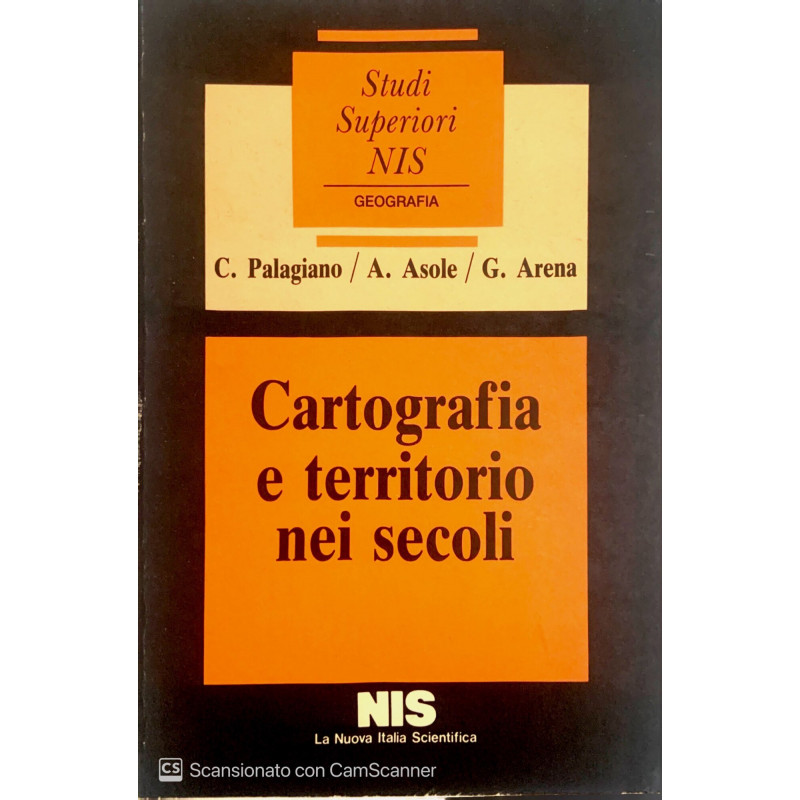 Studi
Superiori
NIS
GEOGRAFIA
C. Palagiano / A. Asole / G. Arena
Cartografia
e territorio
nei secoli
NIS
La Nuova Italia Scientifica
CS Scansionato con CamScanner